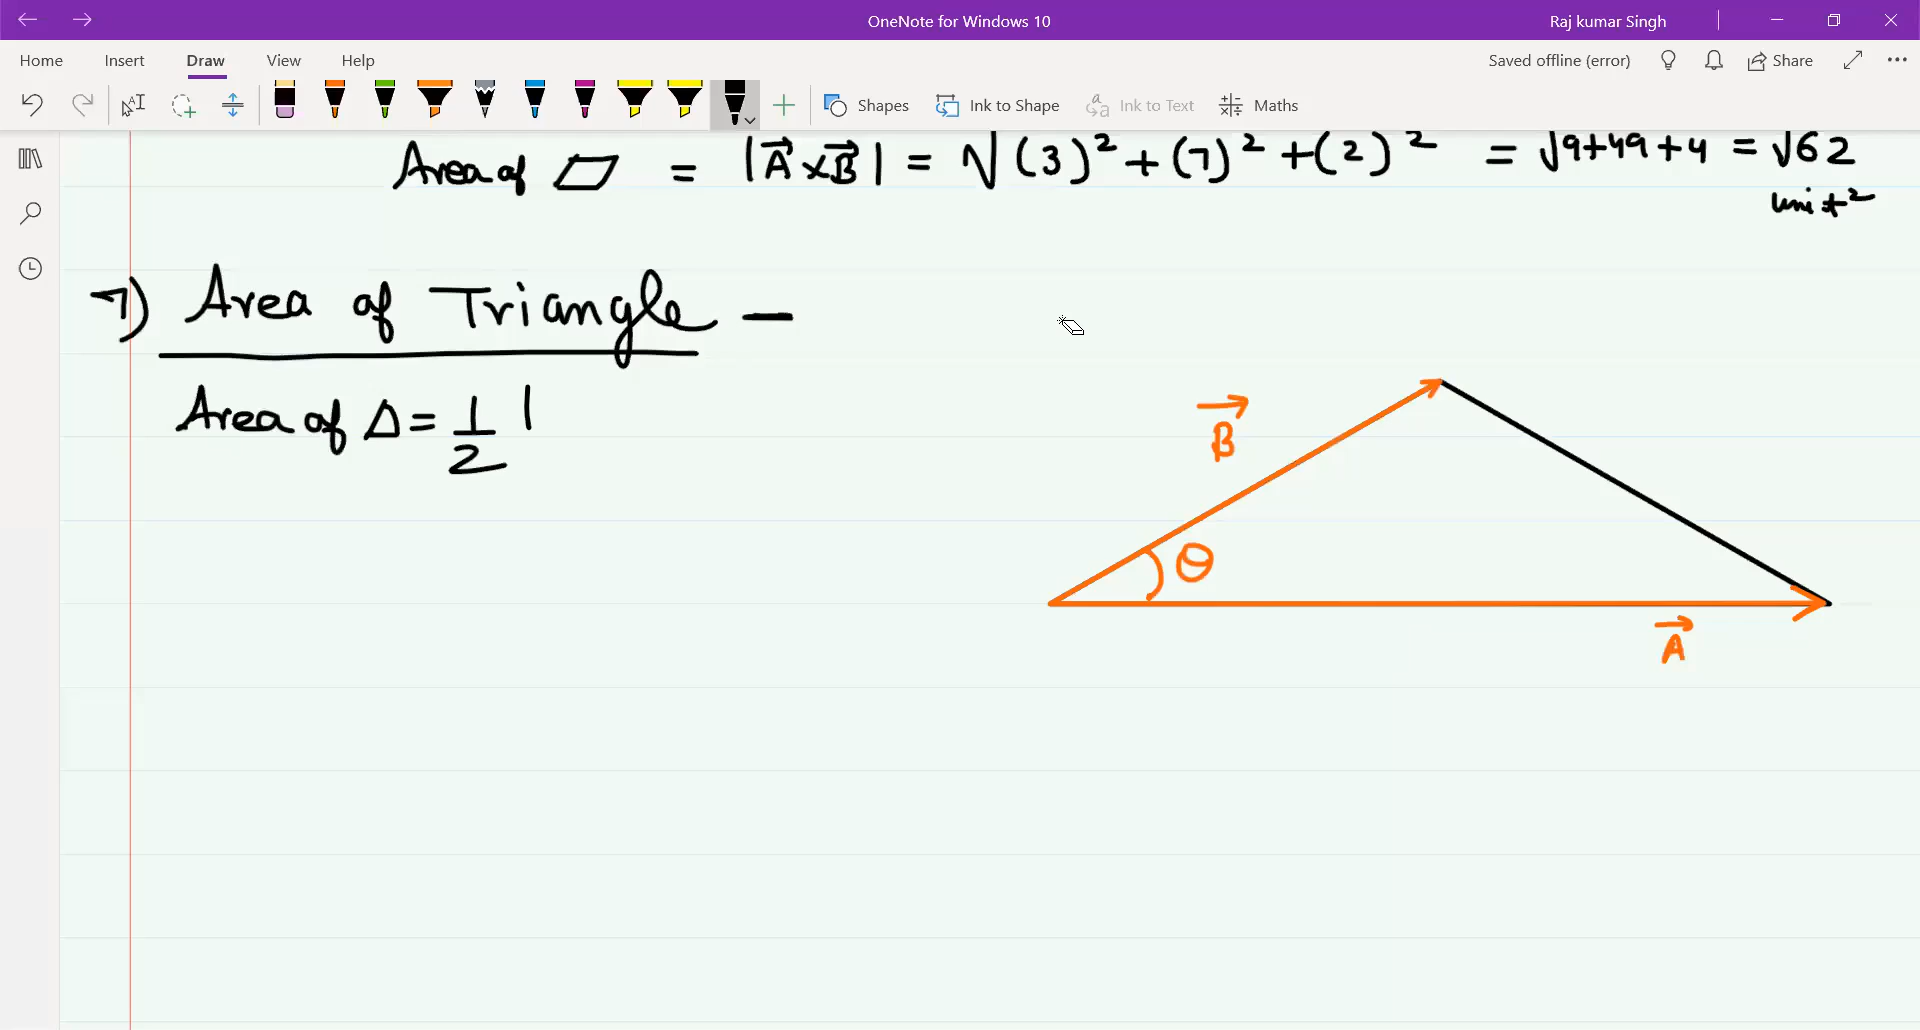 OneNote for Windows 10
Raj kumar Singh
Home Insert Draw View Help
Saved offline (error) Share
Shapes Ink to Shape Ink to Text Maths
Area of ▱ = |A⃗ × B⃗| = √(3)² + (7)² + (2)² = √9+49+4 = √62
unit²
7) Area of Triangle −
Area of Δ = 1/2 |
B⃗
θ
A⃗